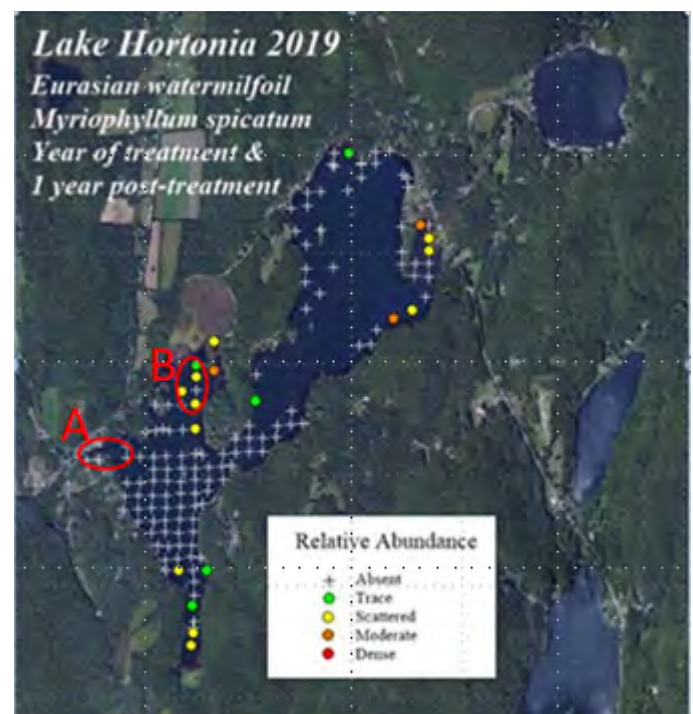 Lake Hortonia 2019
Eurasian watermilfoil
Myriophyllum spicatum
Year of treatment &
1 year post-treatment
B
A
Relative Abundance
Absent
Trace
Scattered
Moderate
Dense